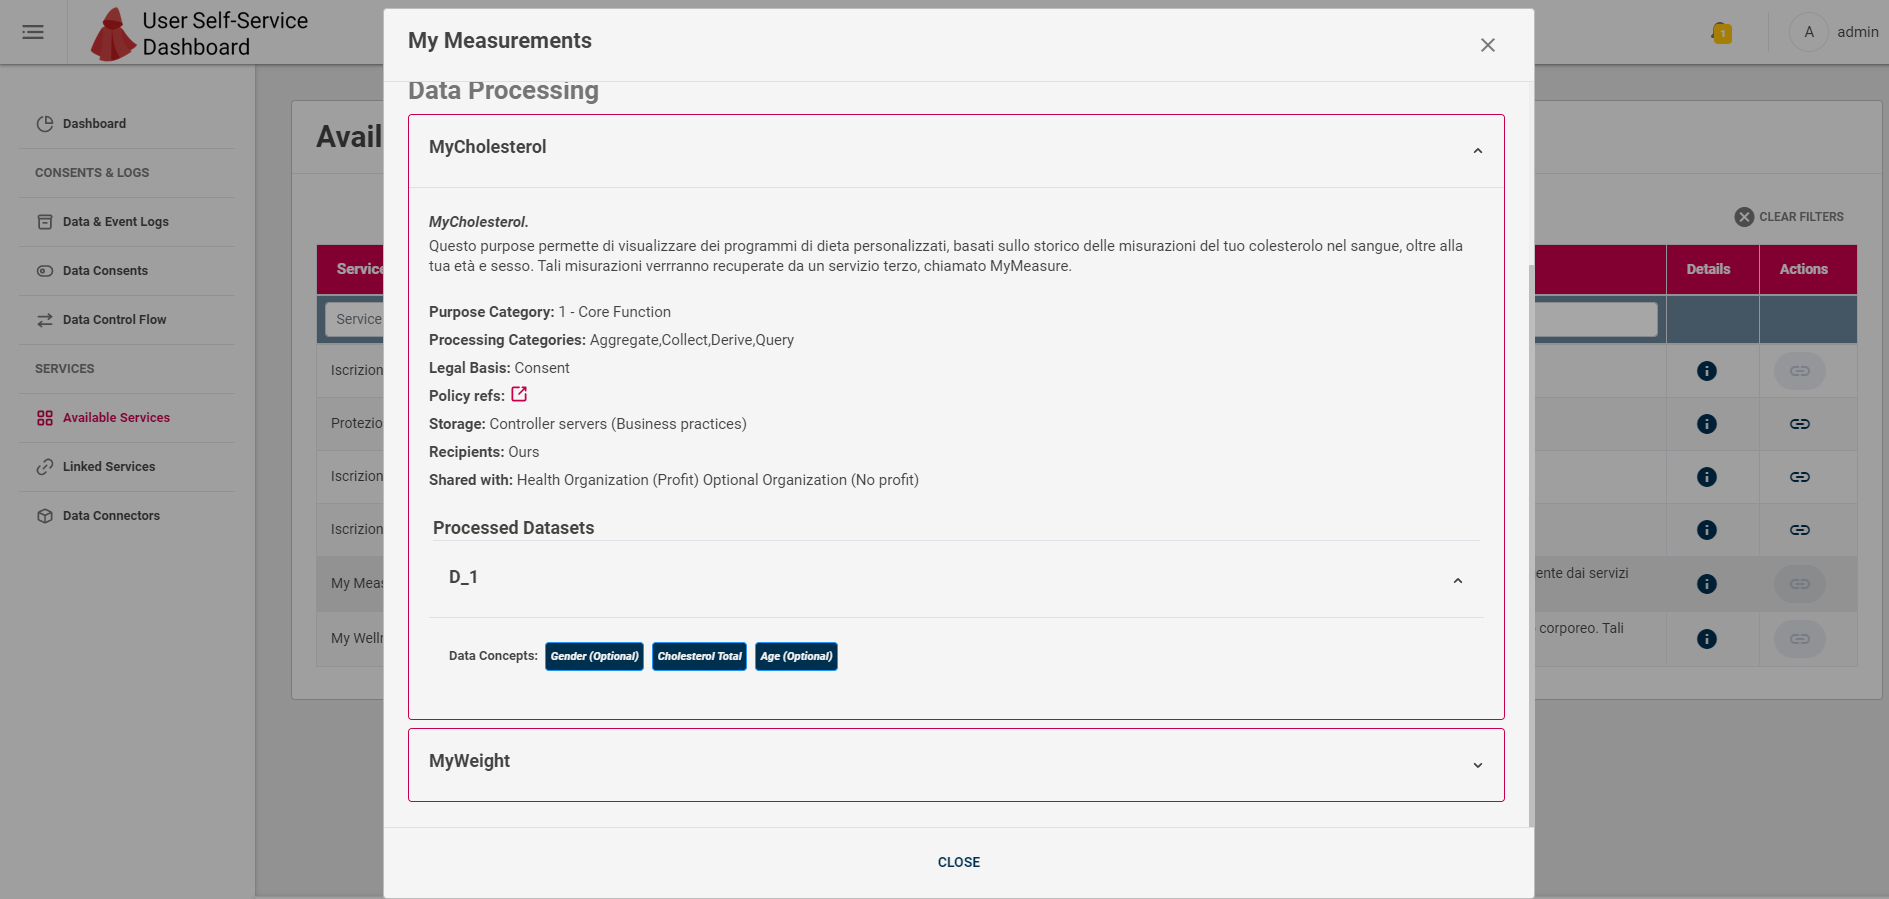 User Self-Service
Dashboard
1
A
admin
Dashboard
CONSENTS & LOGS
Data & Event Logs
Data Consents
Data Control Flow
SERVICES
Available Services
Linked Services
Data Connectors
Avail
CLEAR FILTERS
Service
Details
Actions
Service
Iscrizion
Protezio
Iscrizion
Iscrizion
My Meas
ente dai servizi
My Welln
corporeo. Tali
My Measurements
Data Processing
MyCholesterol
MyCholesterol.
Questo purpose permette di visualizzare dei programmi di dieta personalizzati, basati sullo storico delle misurazioni del tuo colesterolo nel sangue, oltre alla
tua età e sesso. Tali misurazioni verrranno recuperate da un servizio terzo, chiamato MyMeasure.
Purpose Category: 1 - Core Function
Processing Categories: Aggregate,Collect,Derive,Query
Legal Basis: Consent
Policy refs:
Storage: Controller servers (Business practices)
Recipients: Ours
Shared with: Health Organization (Profit) Optional Organization (No profit)
Processed Datasets
D_1
Data Concepts: Gender (Optional) Cholesterol Total Age (Optional)
MyWeight
CLOSE